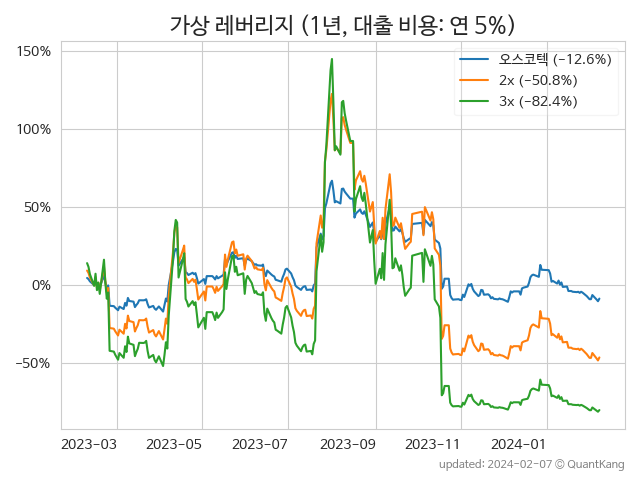 가상 레버리지 (1년, 대출 비용: 연 5%)
150%
100%
50%
0%
−50%
오스코텍 (−12.6%)
2x (−50.8%)
3x (−82.4%)
2023−03
2023−05
2023−07
2023−09
2023−11
2024−01
updated: 2024-02-07 © QuantKang